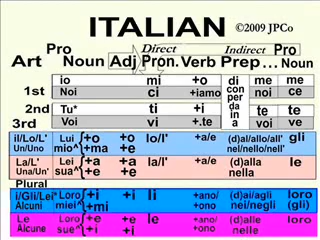 ITALIAN ©2009 JPCo
Pro Direct Indirect Pro
Art Noun Adj Pron. Verb Prep... Noun
io mi +o di me me
1st Noi ci +iamo con noi ce
2nd Tu* ti +i per da te te
3rd Voi vi +.te in a voi ve
il/Lo/L' Lui +o +o lo/l' +a/e (d)al/allo/all' gli
Un/Uno mio^ +ma +e nel/nello/nell'
La/L' Lei +a +a la/l' +a/e (d)alla le
Una/Un' sua^ +e +e nella
Plural
i/Gli/Lei* Loro +i +i li +ano/ (d)ai/agli loro
Alcuni miei^ +mi +ono nei/negli (gli)
Le Loro +e +e le +ano/ (d)alle loro
Alcune sue^ +i +ono nelle